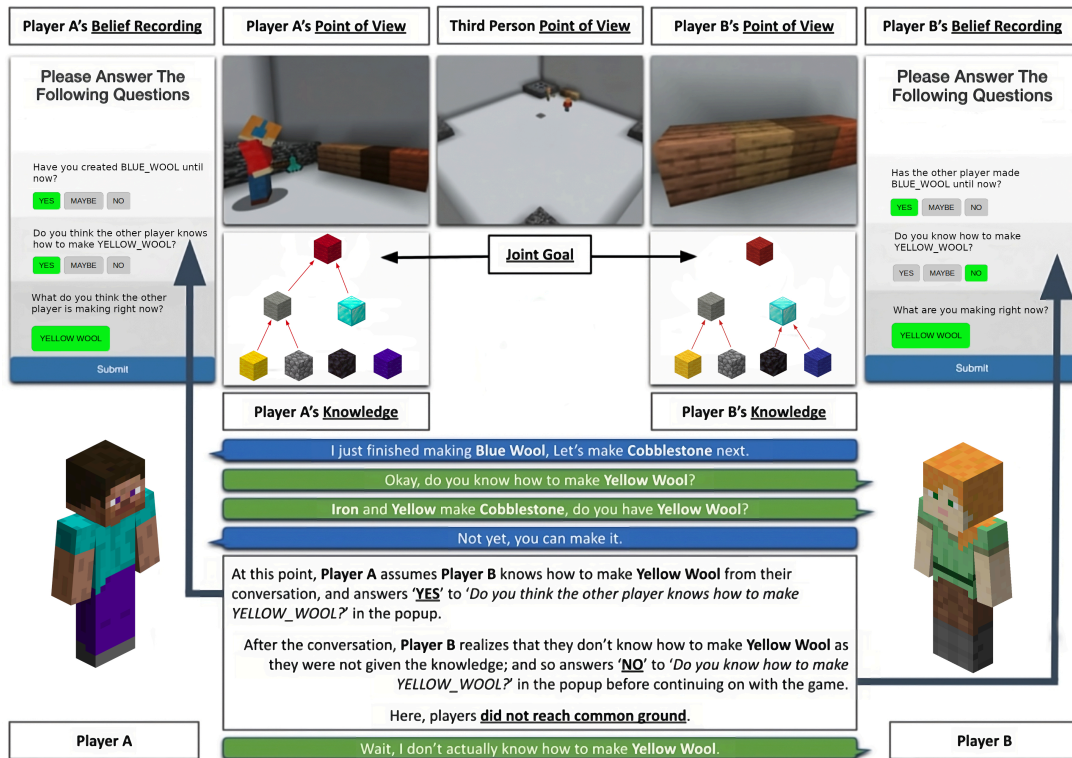 Player A's Belief Recording
Player A's Point of View
Third Person Point of View
Player B's Point of View
Player B's Belief Recording
Please Answer The
Following Questions
Have you created BLUE_WOOL until
now?
YES MAYBE NO
Do you think the other player knows
how to make YELLOW_WOOL?
YES MAYBE NO
What do you think the other
player is making right now?
YELLOW WOOL
Submit
Joint Goal
Please Answer The
Following Questions
Has the other player made
BLUE_WOOL until now?
YES MAYBE NO
Do you know how to make
YELLOW_WOOL?
YES MAYBE NO
What are you making right now?
YELLOW WOOL
Submit
Player A's Knowledge
Player B's Knowledge
I just finished making Blue Wool, Let's make Cobblestone next.
Okay, do you know how to make Yellow Wool?
Iron and Yellow make Cobblestone, do you have Yellow Wool?
Not yet, you can make it.
At this point, Player A assumes Player B knows how to make Yellow Wool from their
conversation, and answers 'YES' to 'Do you think the other player knows how to make
YELLOW_WOOL?' in the popup.
After the conversation, Player B realizes that they don't know how to make Yellow Wool as
they were not given the knowledge; and so answers 'NO' to 'Do you know how to make
YELLOW_WOOL?' in the popup before continuing on with the game.
Here, players did not reach common ground.
Player A
Player B
Wait, I don't actually know how to make Yellow Wool.